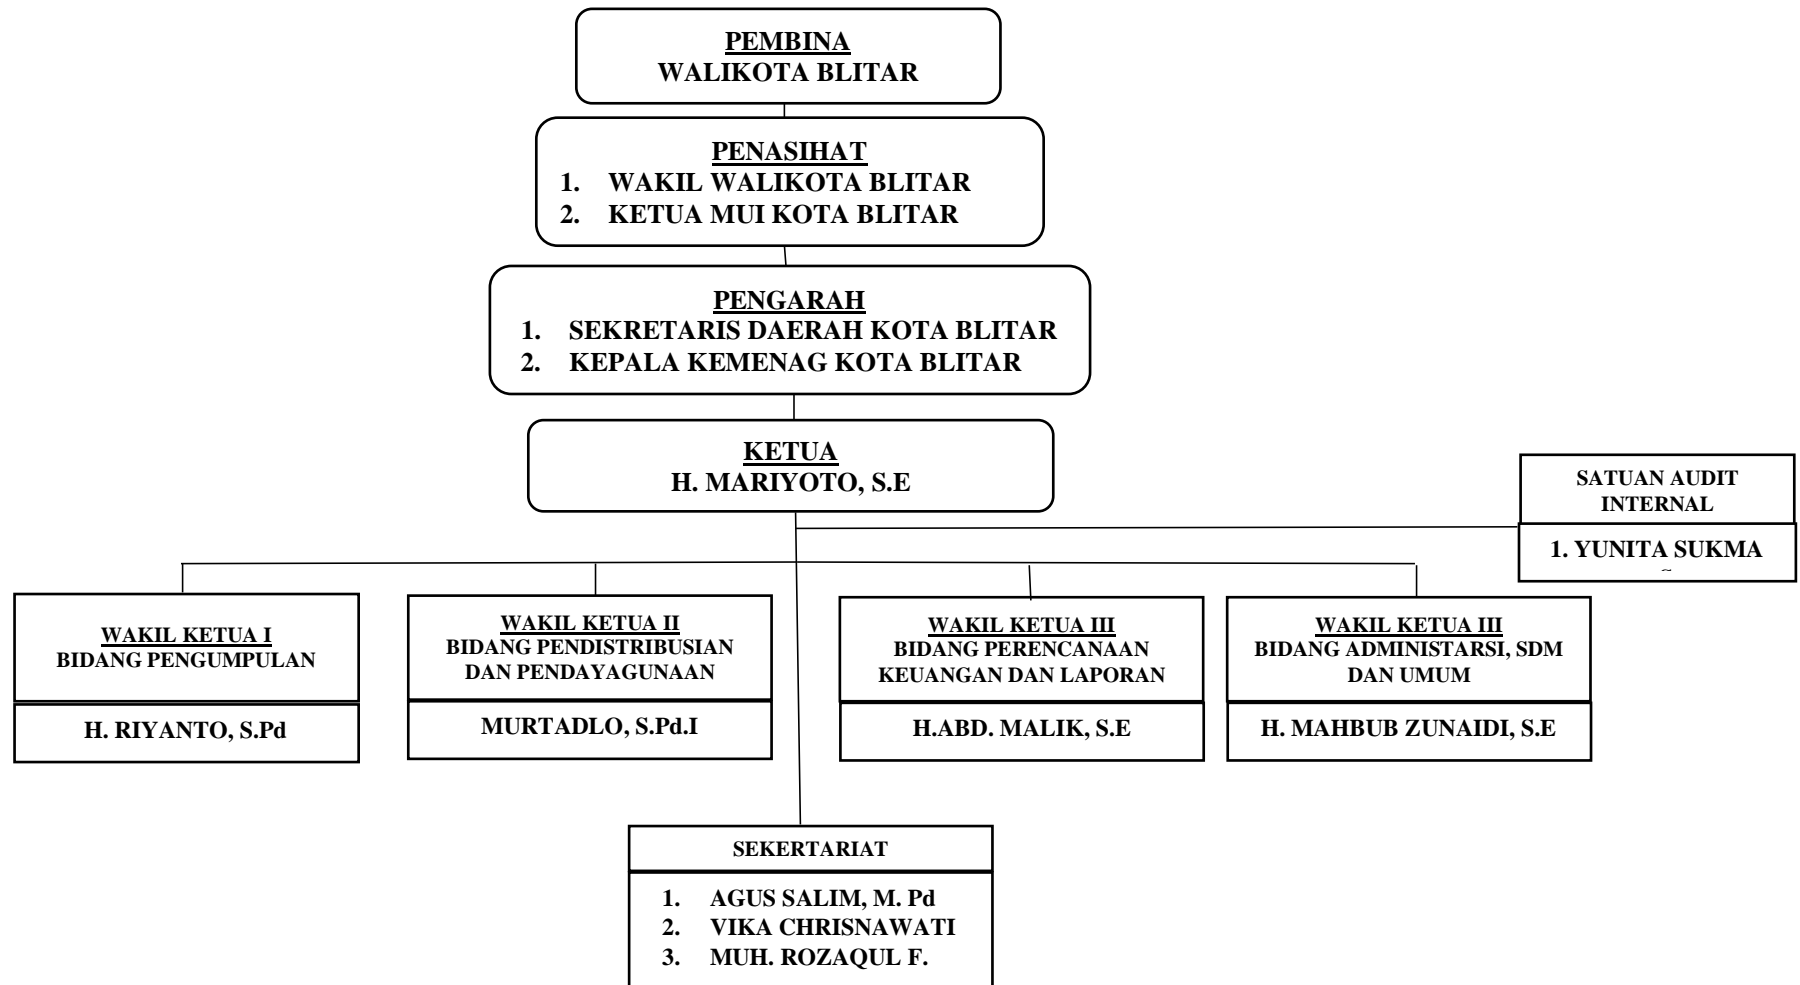 PEMBINA
WALIKOTA BLITAR
PENASIHAT
1. WAKIL WALIKOTA BLITAR
2. KETUA MUI KOTA BLITAR
PENGARAH
1. SEKRETARIS DAERAH KOTA BLITAR
2. KEPALA KEMENAG KOTA BLITAR
KETUA
H. MARIYOTO, S.E
SATUAN AUDIT
INTERNAL
1. YUNITA SUKMA
WAKIL KETUA I
BIDANG PENGUMPULAN
H. RIYANTO, S.Pd
WAKIL KETUA II
BIDANG PENDISTRIBUSIAN
DAN PENDAYAGUNAAN
MURTADLO, S.Pd.I
WAKIL KETUA III
BIDANG PERENCANAAN
KEUANGAN DAN LAPORAN
H.ABD. MALIK, S.E
WAKIL KETUA III
BIDANG ADMINISTARSI, SDM
DAN UMUM
H. MAHBUB ZUNAIDI, S.E
SEKERTARIAT
1. AGUS SALIM, M. Pd
2. VIKA CHRISNAWATI
3. MUH. ROZAQUL F.